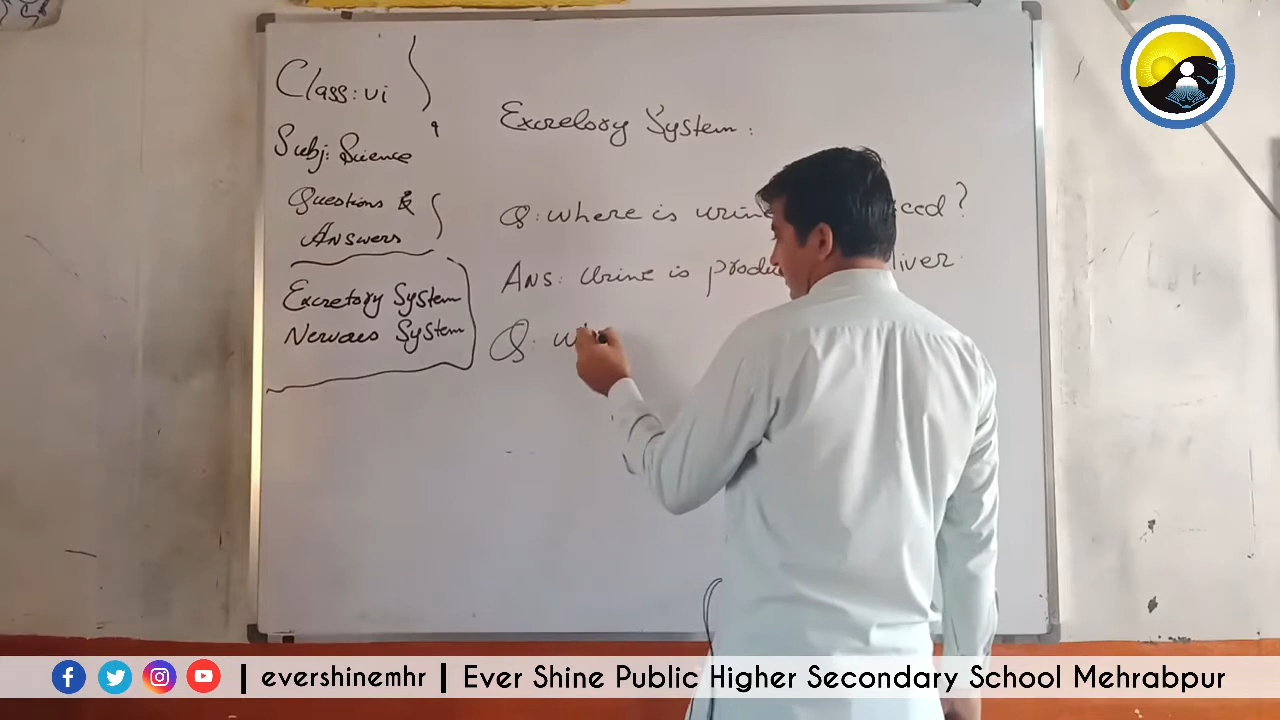 Class: vi
Subj: Science
Questions &
Answers
Excretory System
Nervous System
Excretory System:
Q: where is urine
?
Ans: Urine is liver.
Q:
| evershinemhr | Ever Shine Public Higher Secondary School Mehrabpur